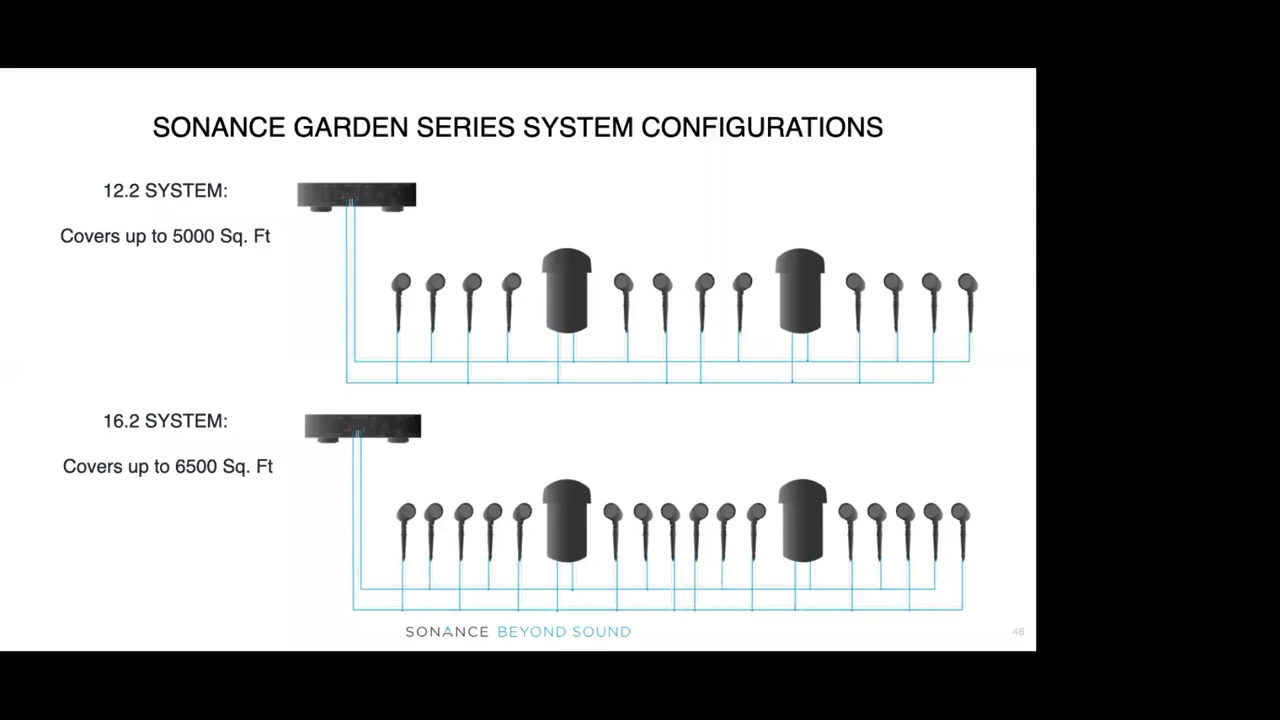 SONANCE GARDEN SERIES SYSTEM CONFIGURATIONS
12.2 SYSTEM:
Covers up to 5000 Sq. Ft
16.2 SYSTEM:
Covers up to 6500 Sq. Ft
SONANCE BEYOND SOUND
46